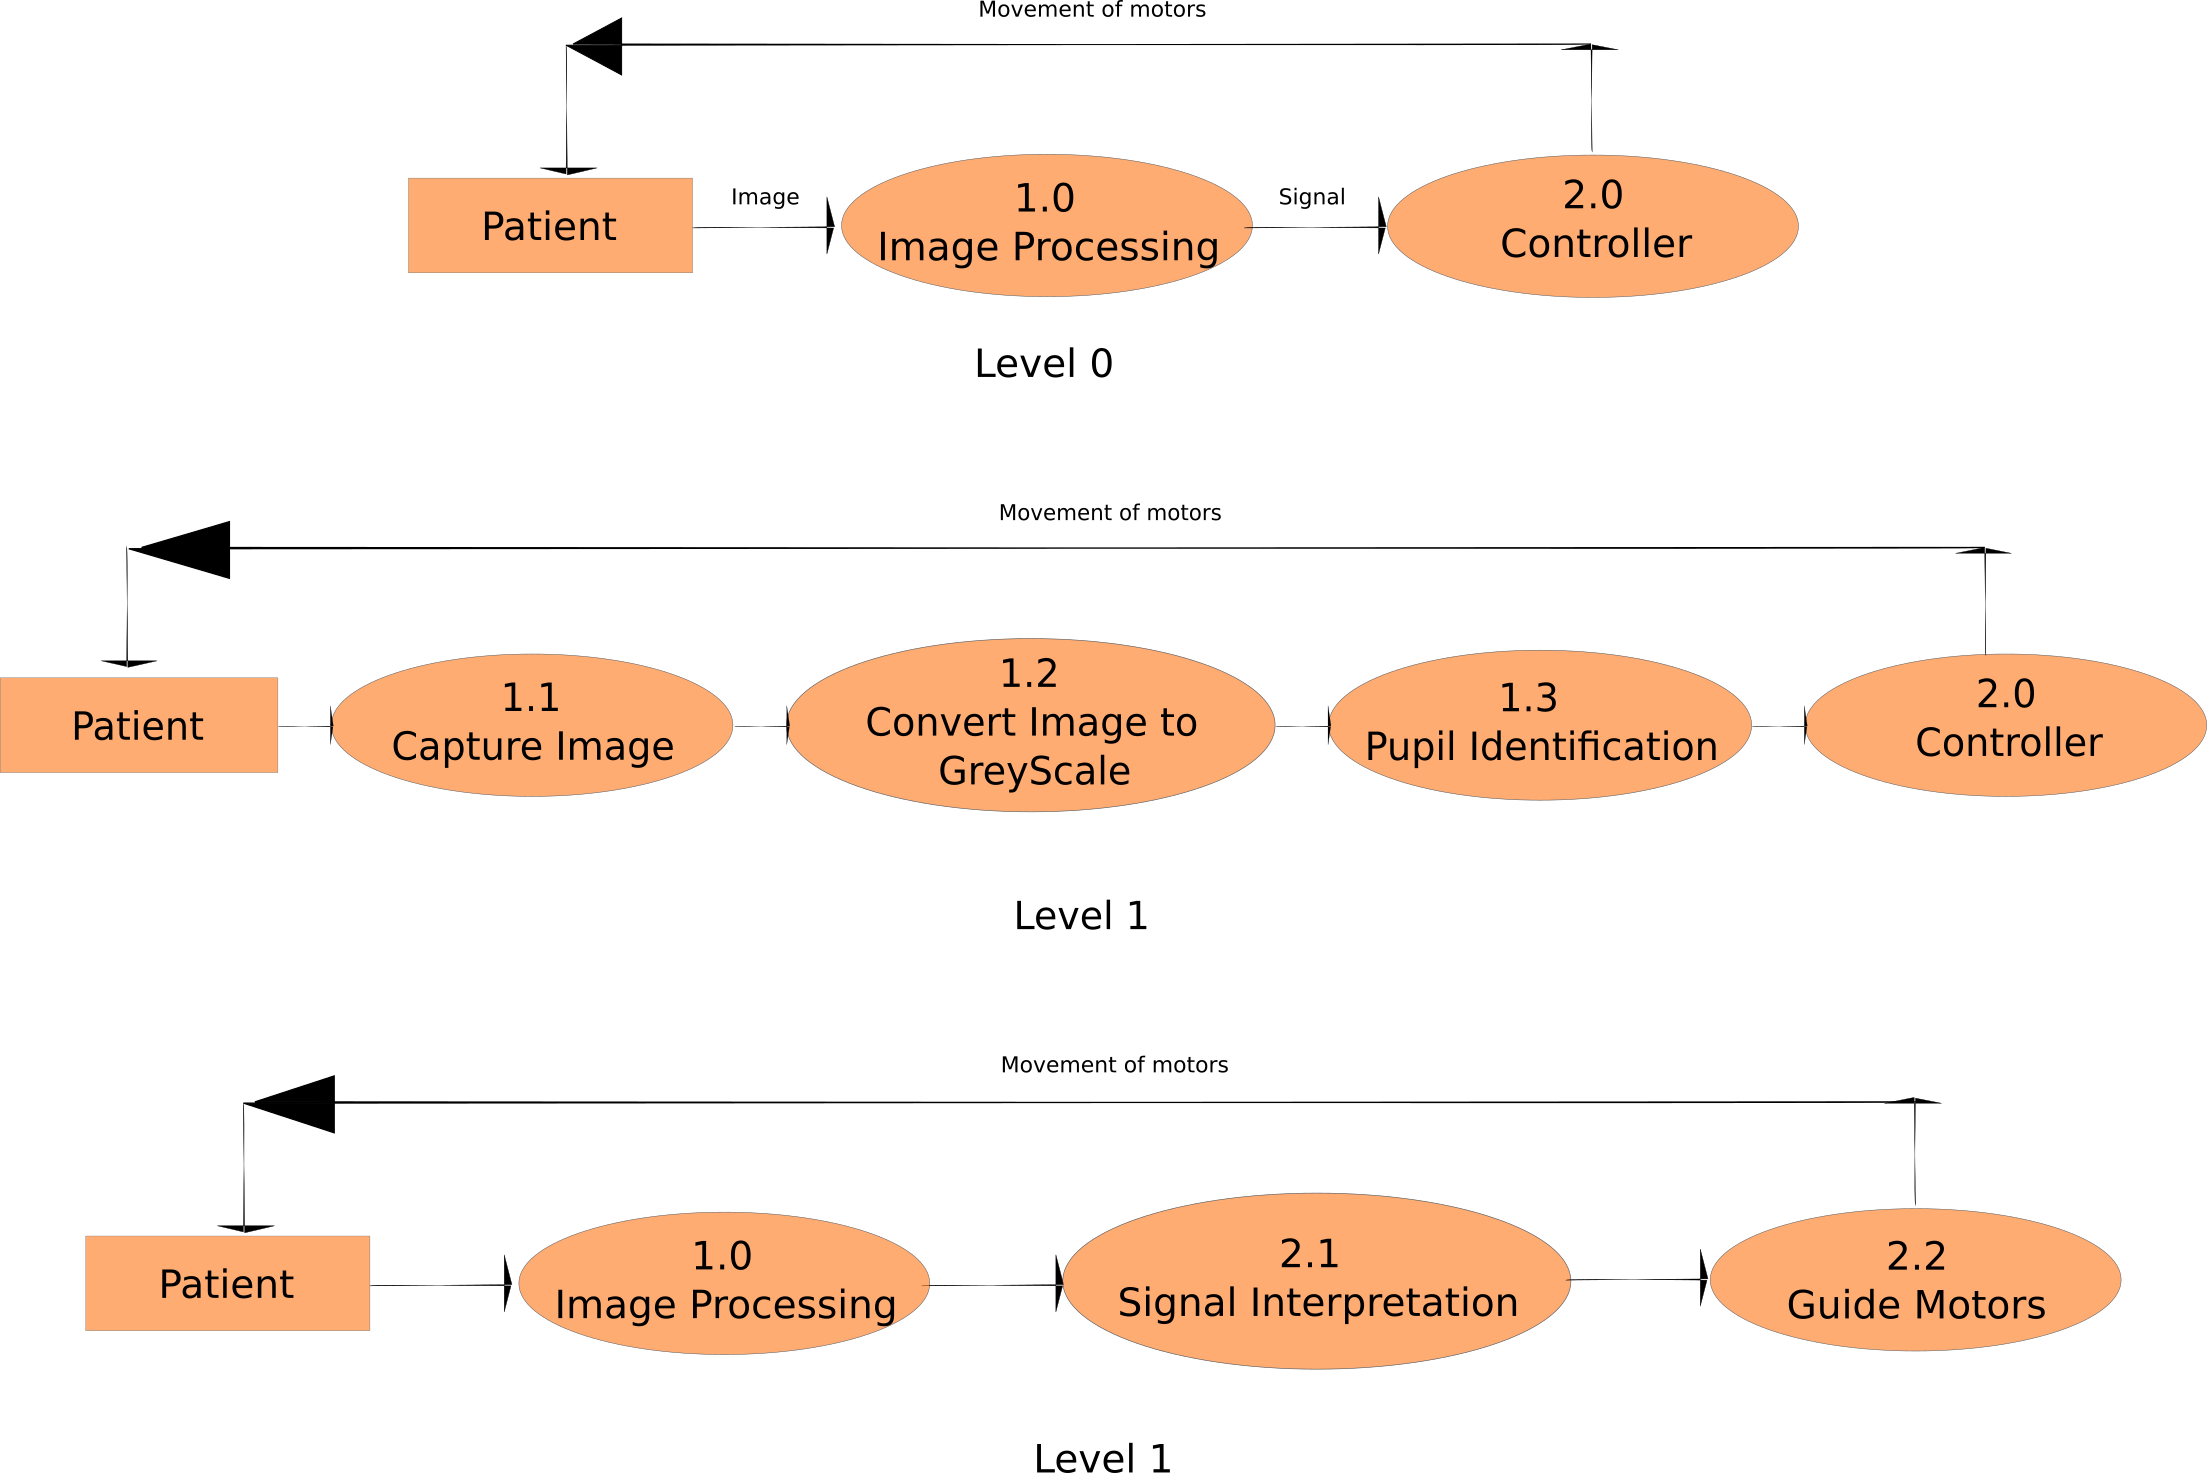 Movement of motors
Patient
Image
1.0
Image Processing
Signal
2.0
Controller
Level 0
Movement of motors
Patient
1.1
Capture Image
1.2
Convert Image to
GreyScale
1.3
Pupil Identification
2.0
Controller
Level 1
Movement of motors
Patient
1.0
Image Processing
2.1
Signal Interpretation
2.2
Guide Motors
Level 1